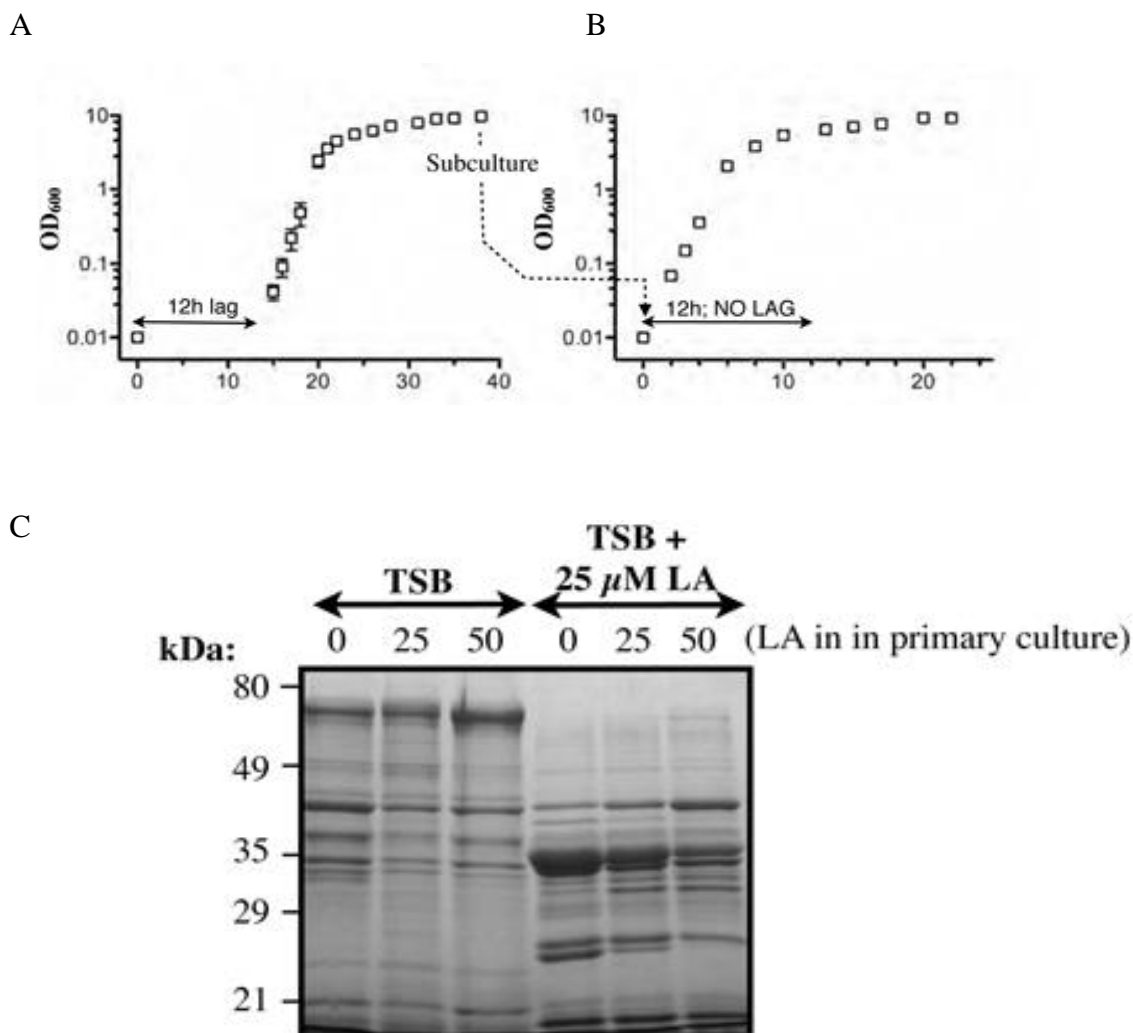 A
B
10
1
0.1
0.01
OD600
12h lag
0
10
20
30
40
Subculture
10
1
0.1
0.01
OD600
12h; NO LAG
0
10
20
C
TSB
TSB +
25 µM LA
kDa:
0 25 50 0 25 50 (LA in in primary culture)
80
49
35
29
21